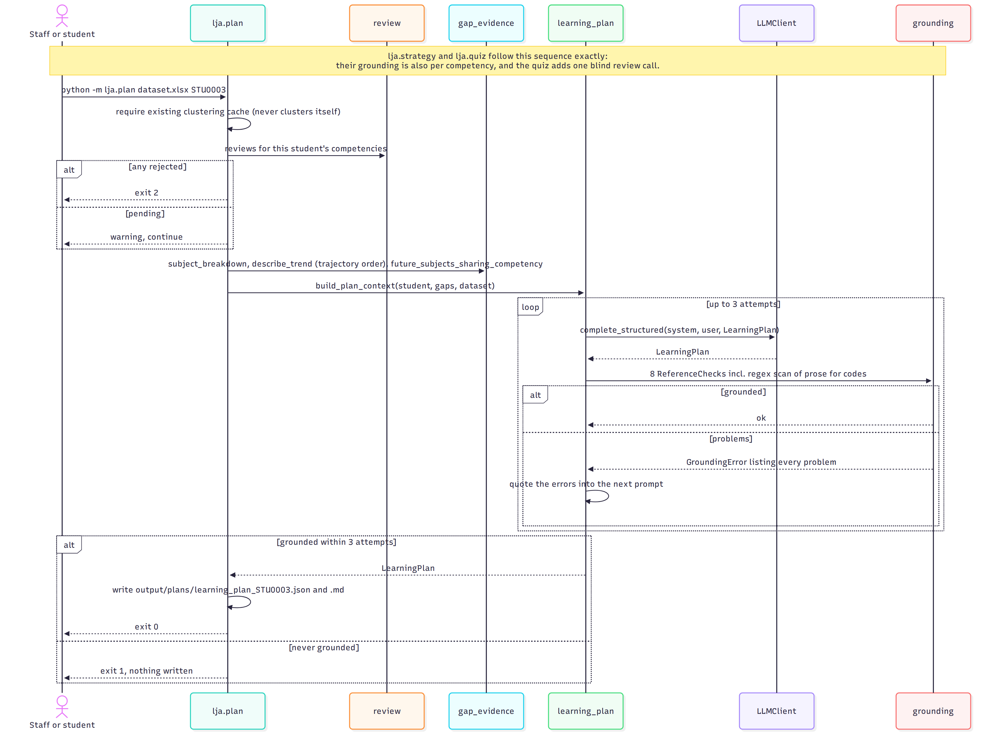 Staff or student
lja.plan
review
gap_evidence
learning_plan
LLMClient
grounding
lja.strategy and lja.quiz follow this sequence exactly:
their grounding is also per competency, and the quiz adds one blind review call.
python -m lja.plan dataset.xlsx STU0003
require existing clustering cache (never clusters itself)
reviews for this student's competencies
alt
[any rejected]
exit 2
[pending]
warning, continue
subject_breakdown, describe_trend (trajectory order), future_subjects_sharing_competency
build_plan_context(student, gaps, dataset)
loop
[up to 3 attempts]
complete_structured(system, user, LearningPlan)
LearningPlan
8 ReferenceChecks incl. regex scan of prose for codes
alt
[grounded]
ok
[problems]
GroundingError listing every problem
quote the errors into the next prompt
alt
[grounded within 3 attempts]
LearningPlan
write output/plans/learning_plan_STU0003.json and .md
exit 0
[never grounded]
exit 1, nothing written
Staff or student
lja.plan
review
gap_evidence
learning_plan
LLMClient
grounding